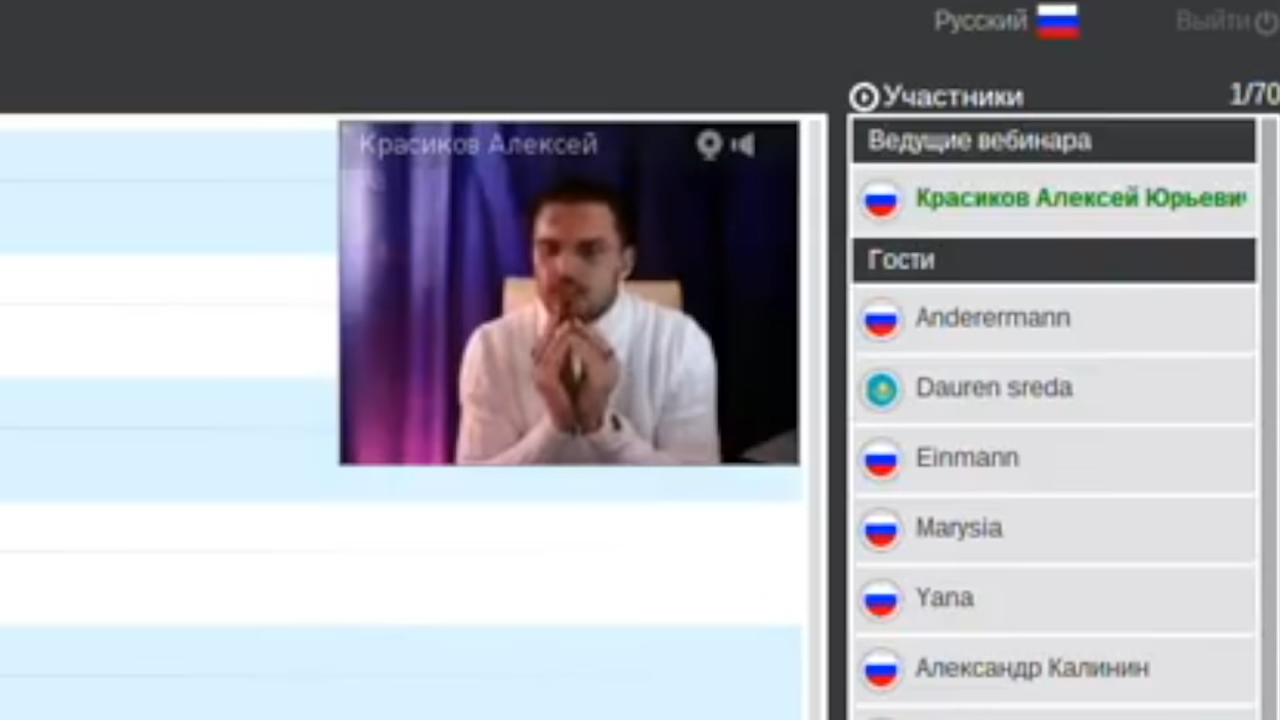 Русский
Выйти
Участники
1/70
Красиков Алексей
Ведущие вебинара
Красиков Алексей Юрьевич
Гости
Anderermann
Dauren sreda
Einmann
Marysia
Yana
Александр Калинин